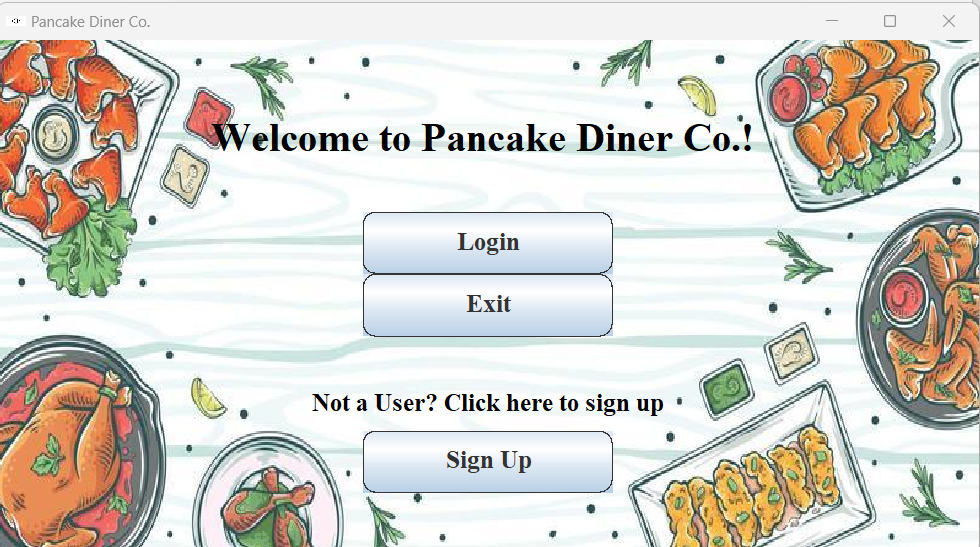 Pancake Diner Co.
Welcome to Pancake Diner Co.!
Login
Exit
Not a User? Click here to sign up
Sign Up